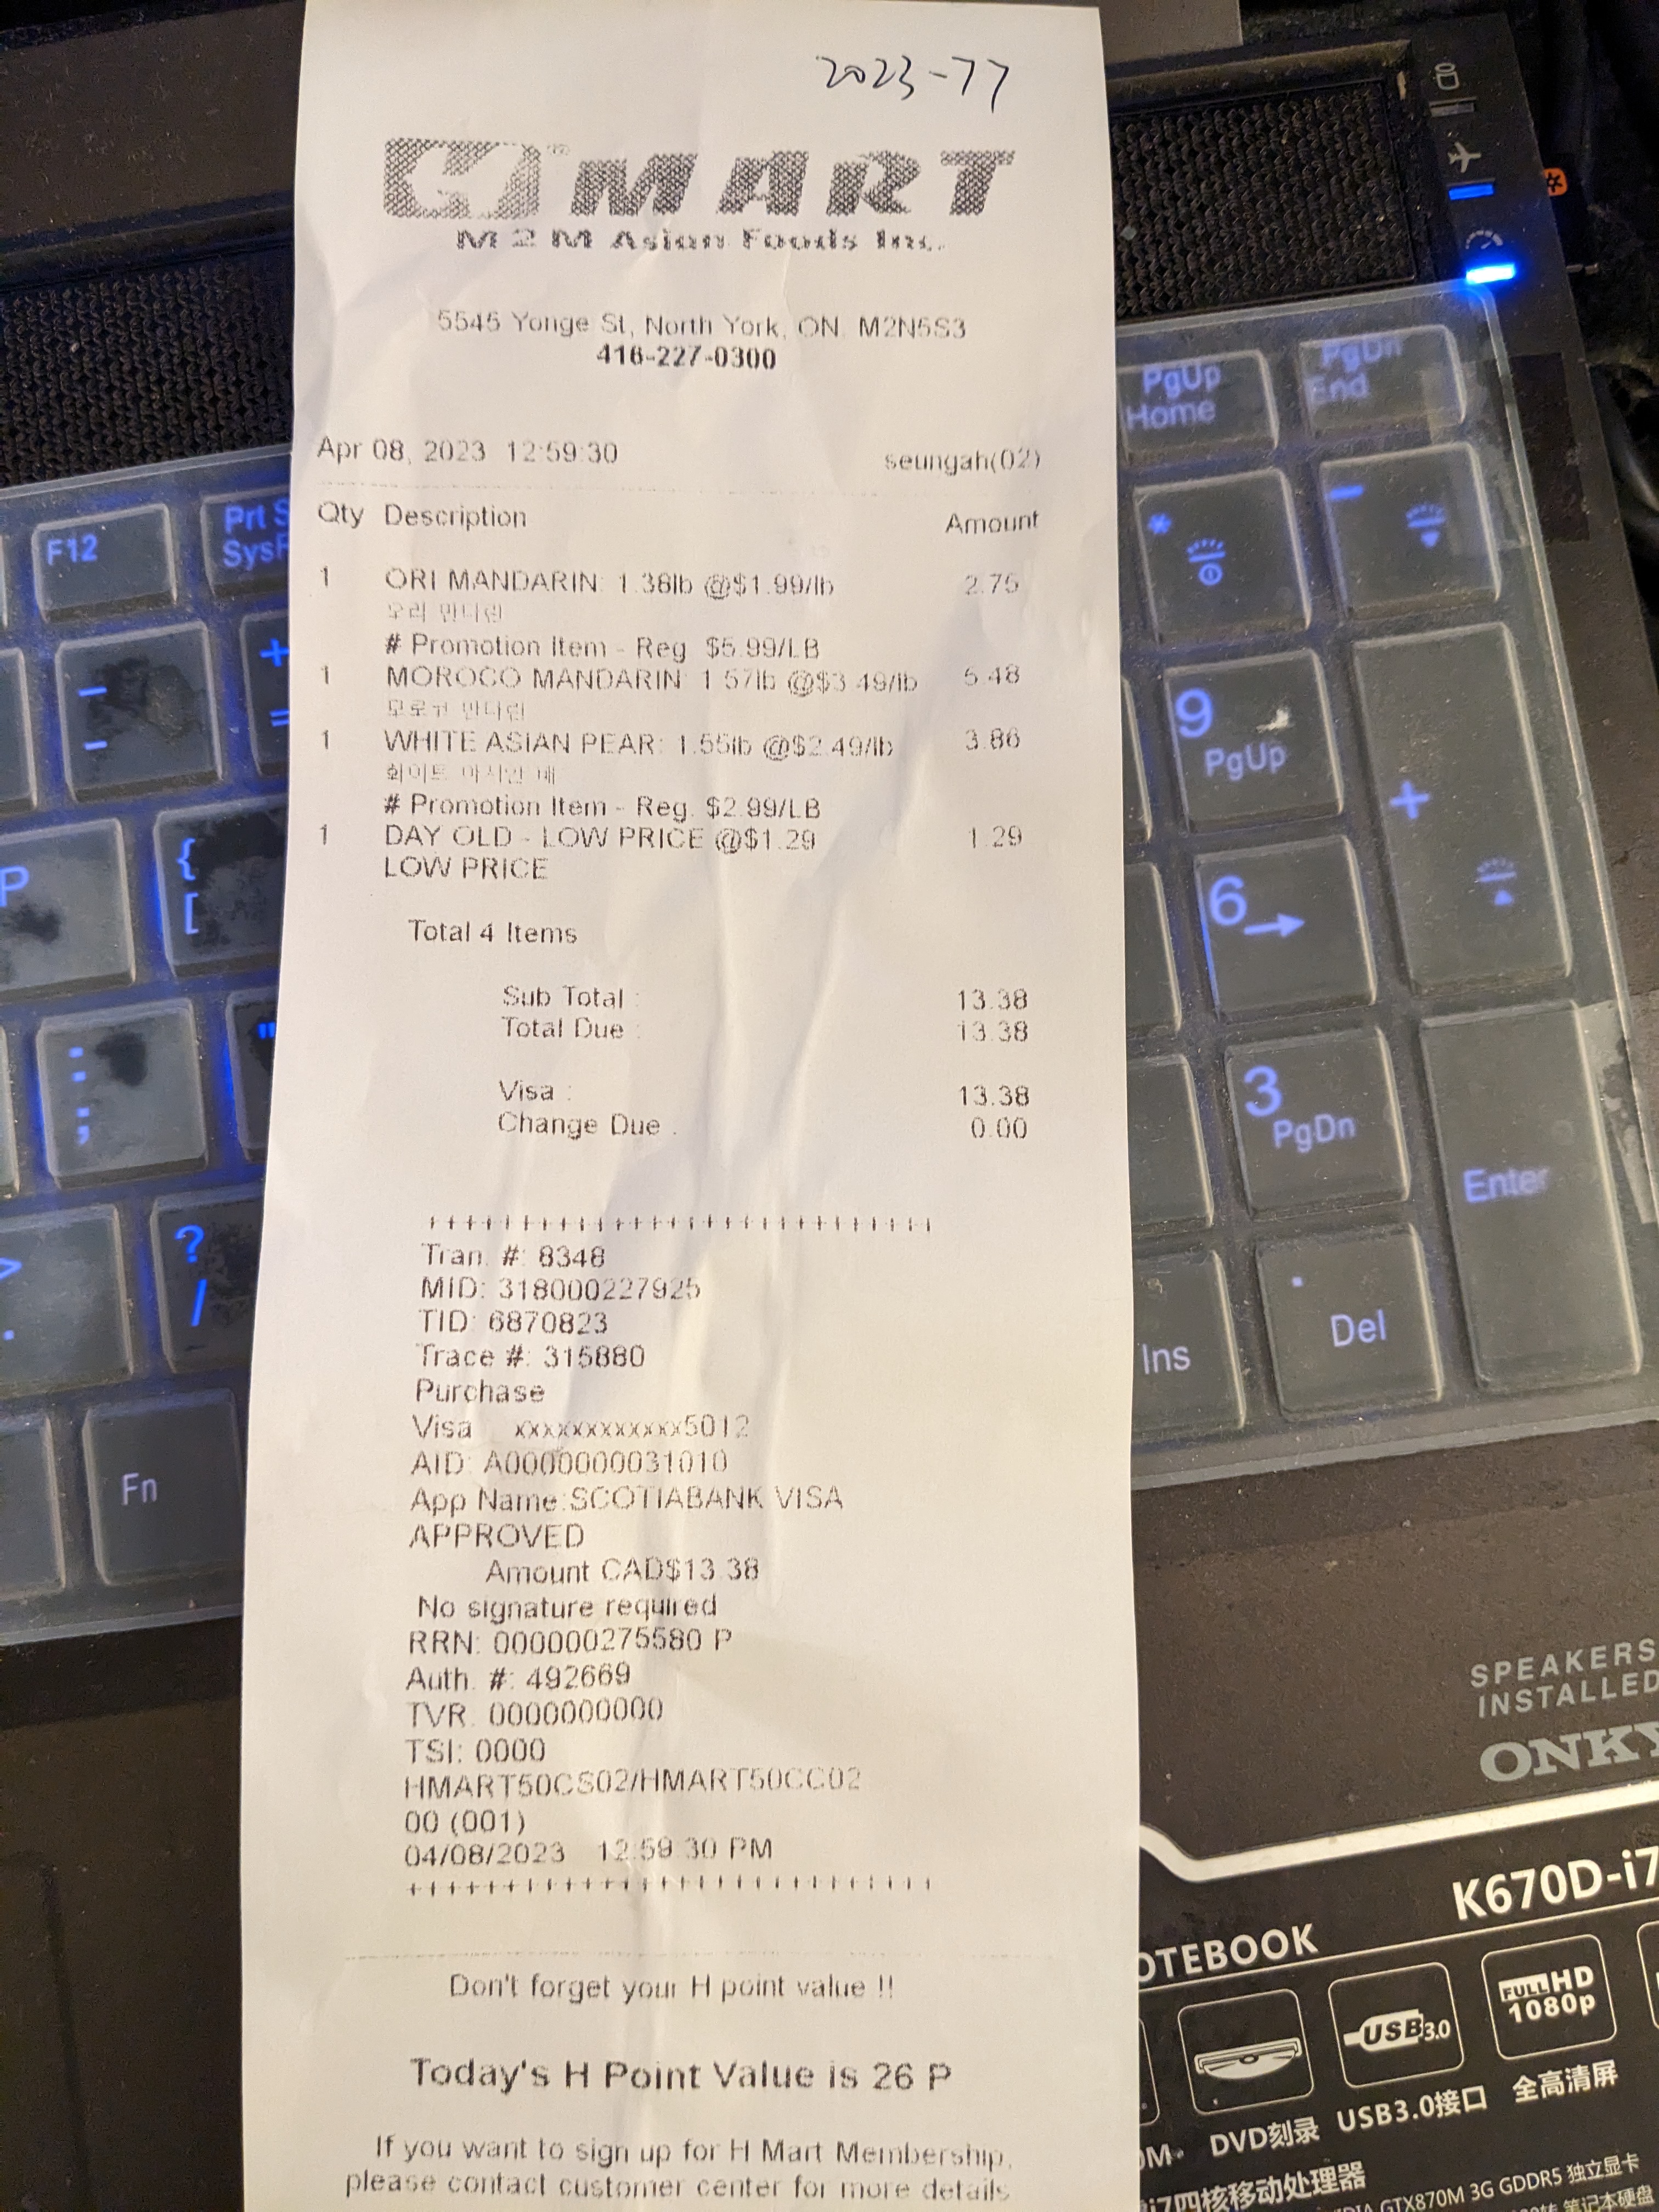 2023-77
H MART
M 2 M Asian Foods Inc.
5545 Yonge St, North York, ON. M2N5S3
416-227-0300
Apr 08, 2023 12:59:30 seungah(02)
Qty Description Amount
1 ORI MANDARIN: 1.38lb @$1.99/lb 2.75
오리 만다린
# Promotion Item - Reg. $5.99/LB
1 MOROCO MANDARIN: 1.57lb @$3.49/lb 5.48
모로코 만다린
1 WHITE ASIAN PEAR: 1.55lb @$2.49/lb 3.86
화이트 아시안 배
# Promotion Item - Reg. $2.99/LB
1 DAY OLD - LOW PRICE @$1.29 1.29
LOW PRICE
Total 4 Items
Sub Total : 13.38
Total Due : 13.38
Visa : 13.38
Change Due : 0.00
Tran. #: 8348
MID: 318000227925
TID: 6870823
Trace #: 315880
Purchase
Visa xxxxxxxxxxxx5012
AID: A0000000031010
App Name:SCOTIABANK VISA
APPROVED
Amount CAD$13.38
No signature required
RRN: 000000275580 P
Auth. #: 492669
TVR: 0000000000
TSI: 0000
HMART50CS02/HMART50CC02
00 (001)
04/08/2023 12:59:30 PM
Don't forget your H point value !!
Today's H Point Value is 26 P
If you want to sign up for H Mart Membership,
please contact customer center for more details
F12
Prt S
SysR
P
{
[
:
;
?
/
Fn
PgUp
Home
PgDn
End
*
-
9
PgUp
+
6
3
PgDn
Enter
Ins
.
Del
SPEAKERS
INSTALLED
ONKY
K670D-i7
OTEBOOK
USB3.0
FULL HD
1080p
DVD刻录
USB3.0接口
全高清屏
i7四核移动处理器
GTX870M 3G GDDR5 独立显卡
笔记本硬盘